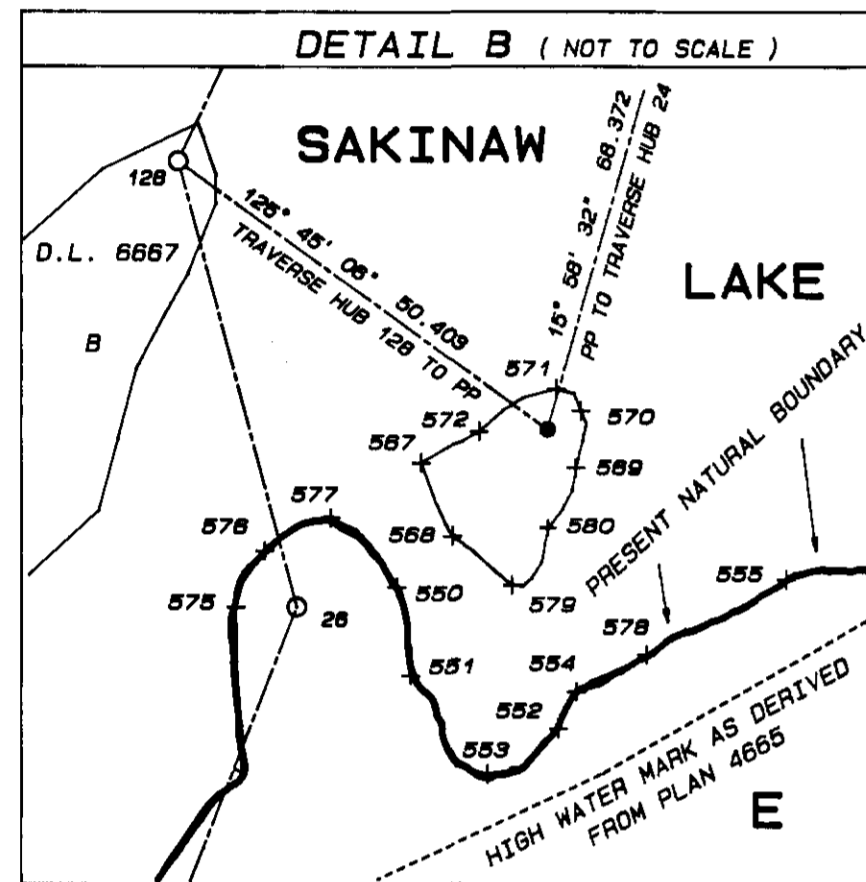 DETAIL B ( NOT TO SCALE )
SAKINAW
LAKE
128
D.L. 6667
B
125° 45' 06" 50.409
TRAVERSE HUB 128 TO PP
15° 58' 32" 68.372
PP TO TRAVERSE HUB 24
571
572
570
567
569
568
580
579
577
576
575
26
550
551
553
552
554
578
555
PRESENT NATURAL BOUNDARY
HIGH WATER MARK AS DERIVED
FROM PLAN 4665
E